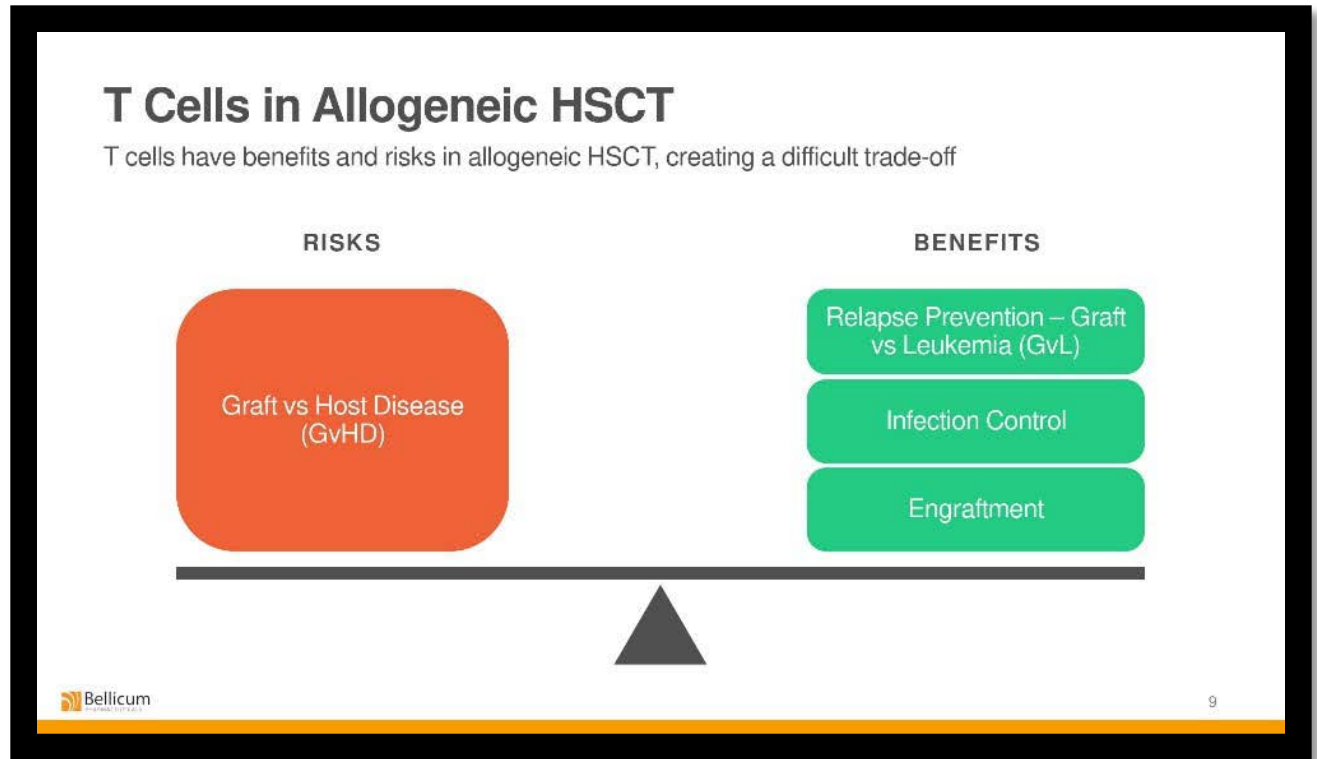 T Cells in Allogeneic HSCT
T cells have benefits and risks in allogeneic HSCT, creating a difficult trade-off
RISKS
BENEFITS
Graft vs Host Disease
(GvHD)
Relapse Prevention – Graft
vs Leukemia (GvL)
Infection Control
Engraftment
Bellicum
PHARMACEUTICALS
9